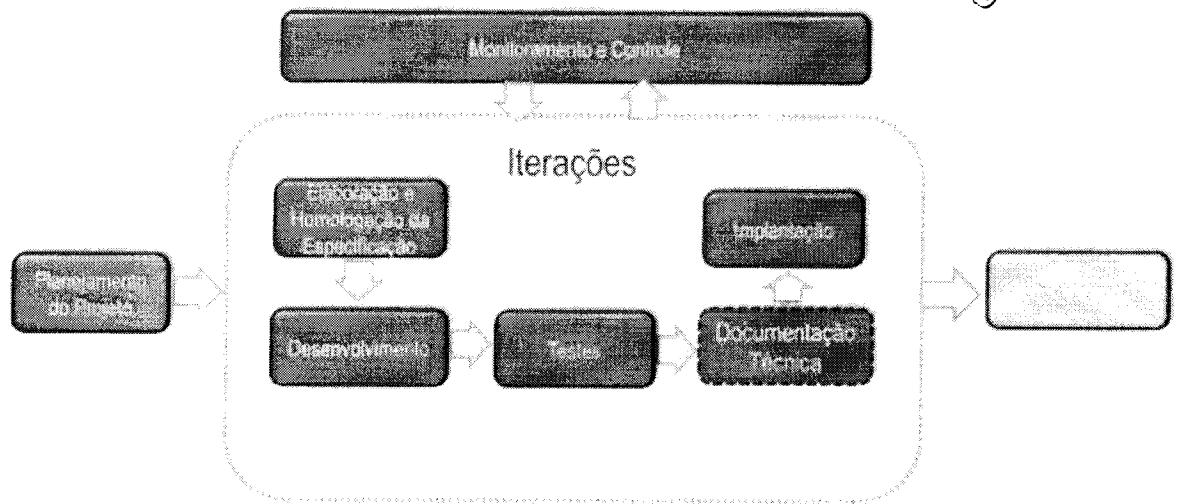 Monitoramento e Controle
Iterações
Elaboração e
Homologação da
Especificação
Implantação
Planejamento
do Projeto
Desenvolvimento
Testes
Documentação
Técnica